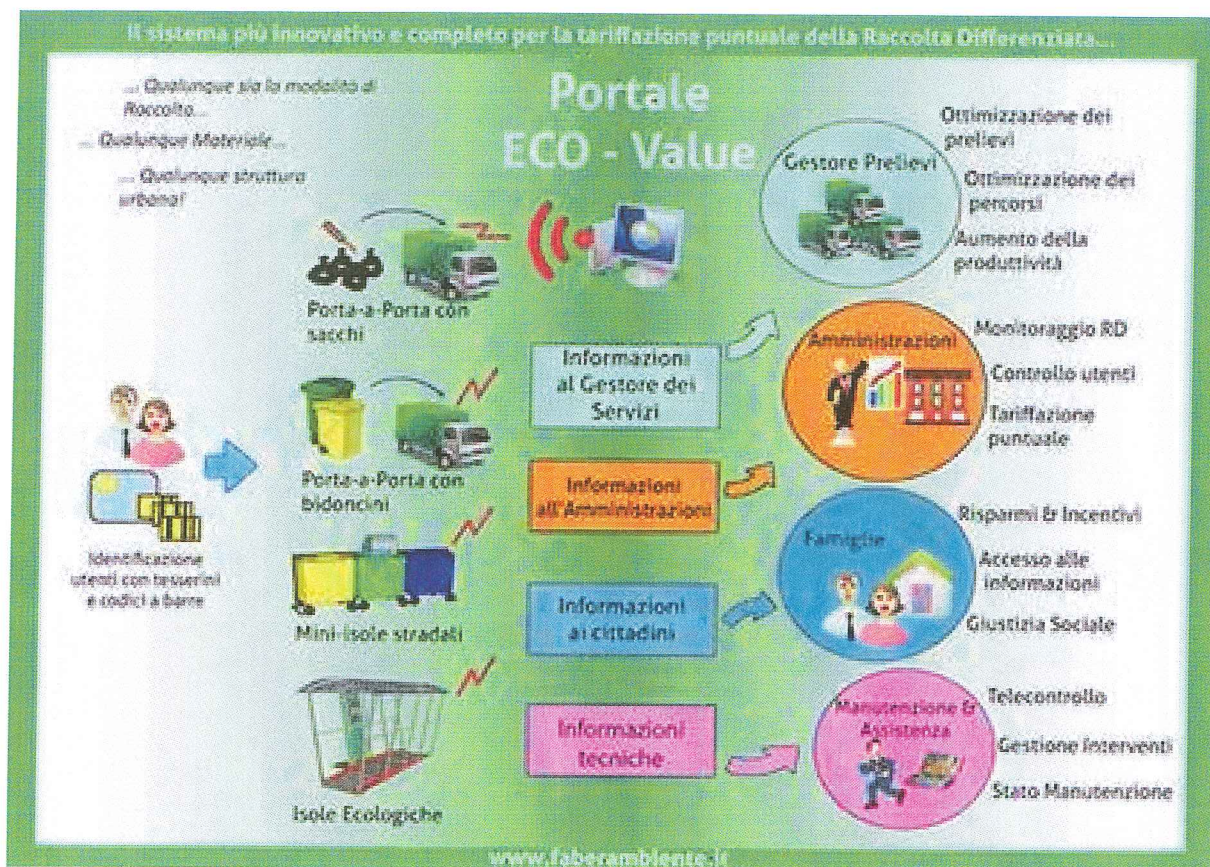 Il sistema più innovativo e completo per la tariffazione puntuale della Raccolta Differenziata...
... Qualunque sia la modalità di
Raccolta...
... Qualunque Materiale...
... Qualunque struttura
urbana!
Portale
ECO - Value
Identificazione
utenti con tesserini
e codici a barre
Porta-a-Porta con
sacchi
Porta-a-Porta con
bidoncini
Mini-isole stradali
Isole Ecologiche
Informazioni
al Gestore dei
Servizi
Informazioni
all'Amministrazioni
Informazioni
ai cittadini
Informazioni
tecniche
Gestore Prelievi
Ottimizzazione dei
prelievi
Ottimizzazione dei
percorsi
Aumento della
produttività
Amministrazioni
Monitoraggio RD
Controllo utenti
Tariffazione
puntuale
Famiglie
Risparmi & Incentivi
Accesso alle
informazioni
Giustizia Sociale
Manutenzione &
Assistenza
Telecontrollo
Gestione Interventi
Stato Manutenzione
www.faberambiente.it